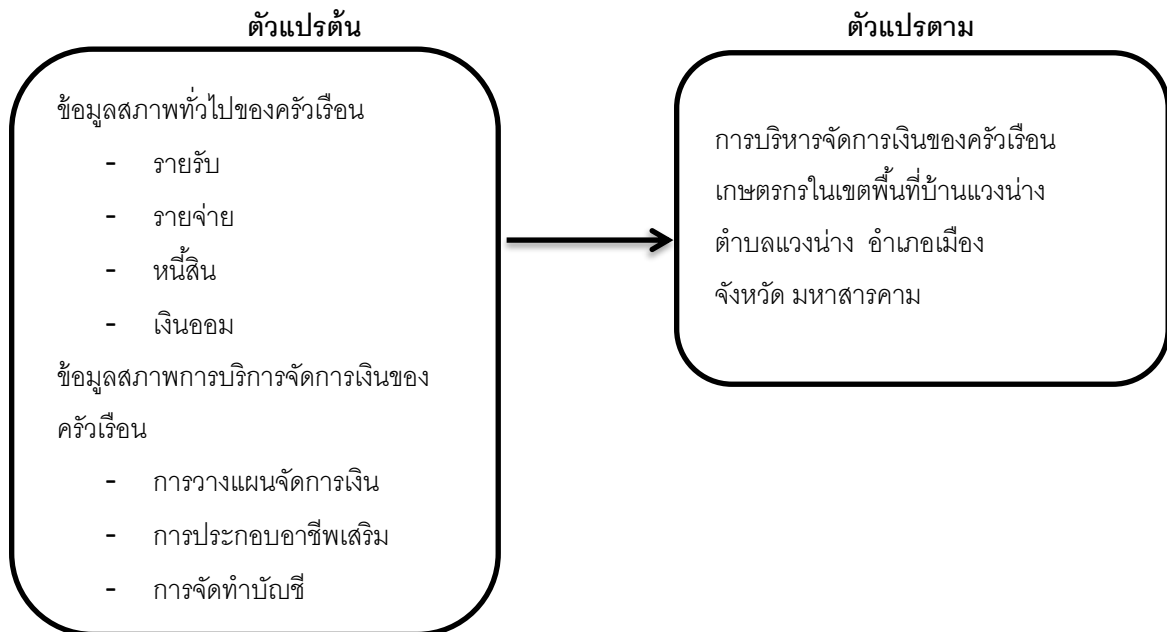 ตัวแปรต้น
ข้อมูลสภาพทั่วไปของครัวเรือน
- รายรับ
- รายจ่าย
- หนี้สิน
- เงินออม
ข้อมูลสภาพการบริการจัดการเงินของ
ครัวเรือน
- การวางแผนจัดการเงิน
- การประกอบอาชีพเสริม
- การจัดทำบัญชี
ตัวแปรตาม
การบริหารจัดการเงินของครัวเรือน
เกษตรกรในเขตพื้นที่บ้านแวงน่าง
ตำบลแวงน่าง อำเภอเมือง
จังหวัด มหาสารคาม